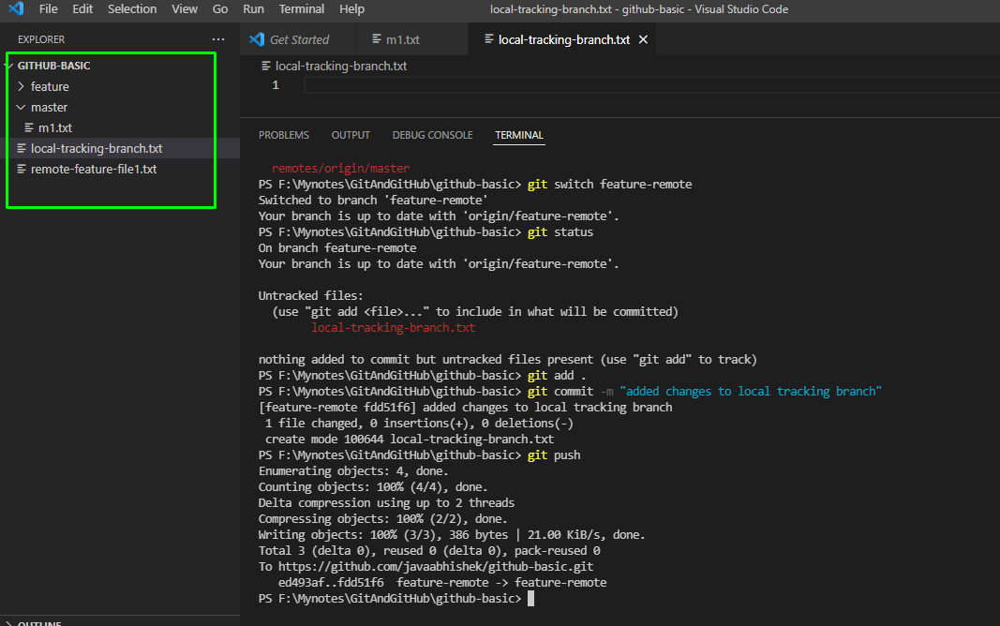 File Edit Selection View Go Run Terminal Help
local-tracking-branch.txt - github-basic - Visual Studio Code
EXPLORER
GITHUB-BASIC
feature
master
m1.txt
local-tracking-branch.txt
remote-feature-file1.txt
OUTLINE
Get Started m1.txt local-tracking-branch.txt
local-tracking-branch.txt
1
PROBLEMS OUTPUT DEBUG CONSOLE TERMINAL
remotes/origin/master
PS F:\Mynotes\GitAndGitHub\github-basic> git switch feature-remote
Switched to branch 'feature-remote'
Your branch is up to date with 'origin/feature-remote'.
PS F:\Mynotes\GitAndGitHub\github-basic> git status
On branch feature-remote
Your branch is up to date with 'origin/feature-remote'.
Untracked files:
(use "git add <file>..." to include in what will be committed)
local-tracking-branch.txt
nothing added to commit but untracked files present (use "git add" to track)
PS F:\Mynotes\GitAndGitHub\github-basic> git add .
PS F:\Mynotes\GitAndGitHub\github-basic> git commit -m "added changes to local tracking branch"
[feature-remote fdd51f6] added changes to local tracking branch
1 file changed, 0 insertions(+), 0 deletions(-)
create mode 100644 local-tracking-branch.txt
PS F:\Mynotes\GitAndGitHub\github-basic> git push
Enumerating objects: 4, done.
Counting objects: 100% (4/4), done.
Delta compression using up to 2 threads
Compressing objects: 100% (2/2), done.
Writing objects: 100% (3/3), 386 bytes | 21.00 KiB/s, done.
Total 3 (delta 0), reused 0 (delta 0), pack-reused 0
To https://github.com/javaabhishek/github-basic.git
ed493af..fdd51f6 feature-remote -> feature-remote
PS F:\Mynotes\GitAndGitHub\github-basic>